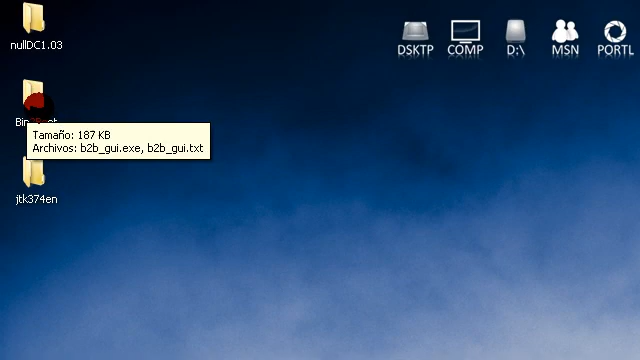 nullDC1.03
DSKTP
COMP
D:\
MSN
PORTL
Tamaño: 187 KB
Archivos: b2b_gui.exe, b2b_gui.txt
jtk374en